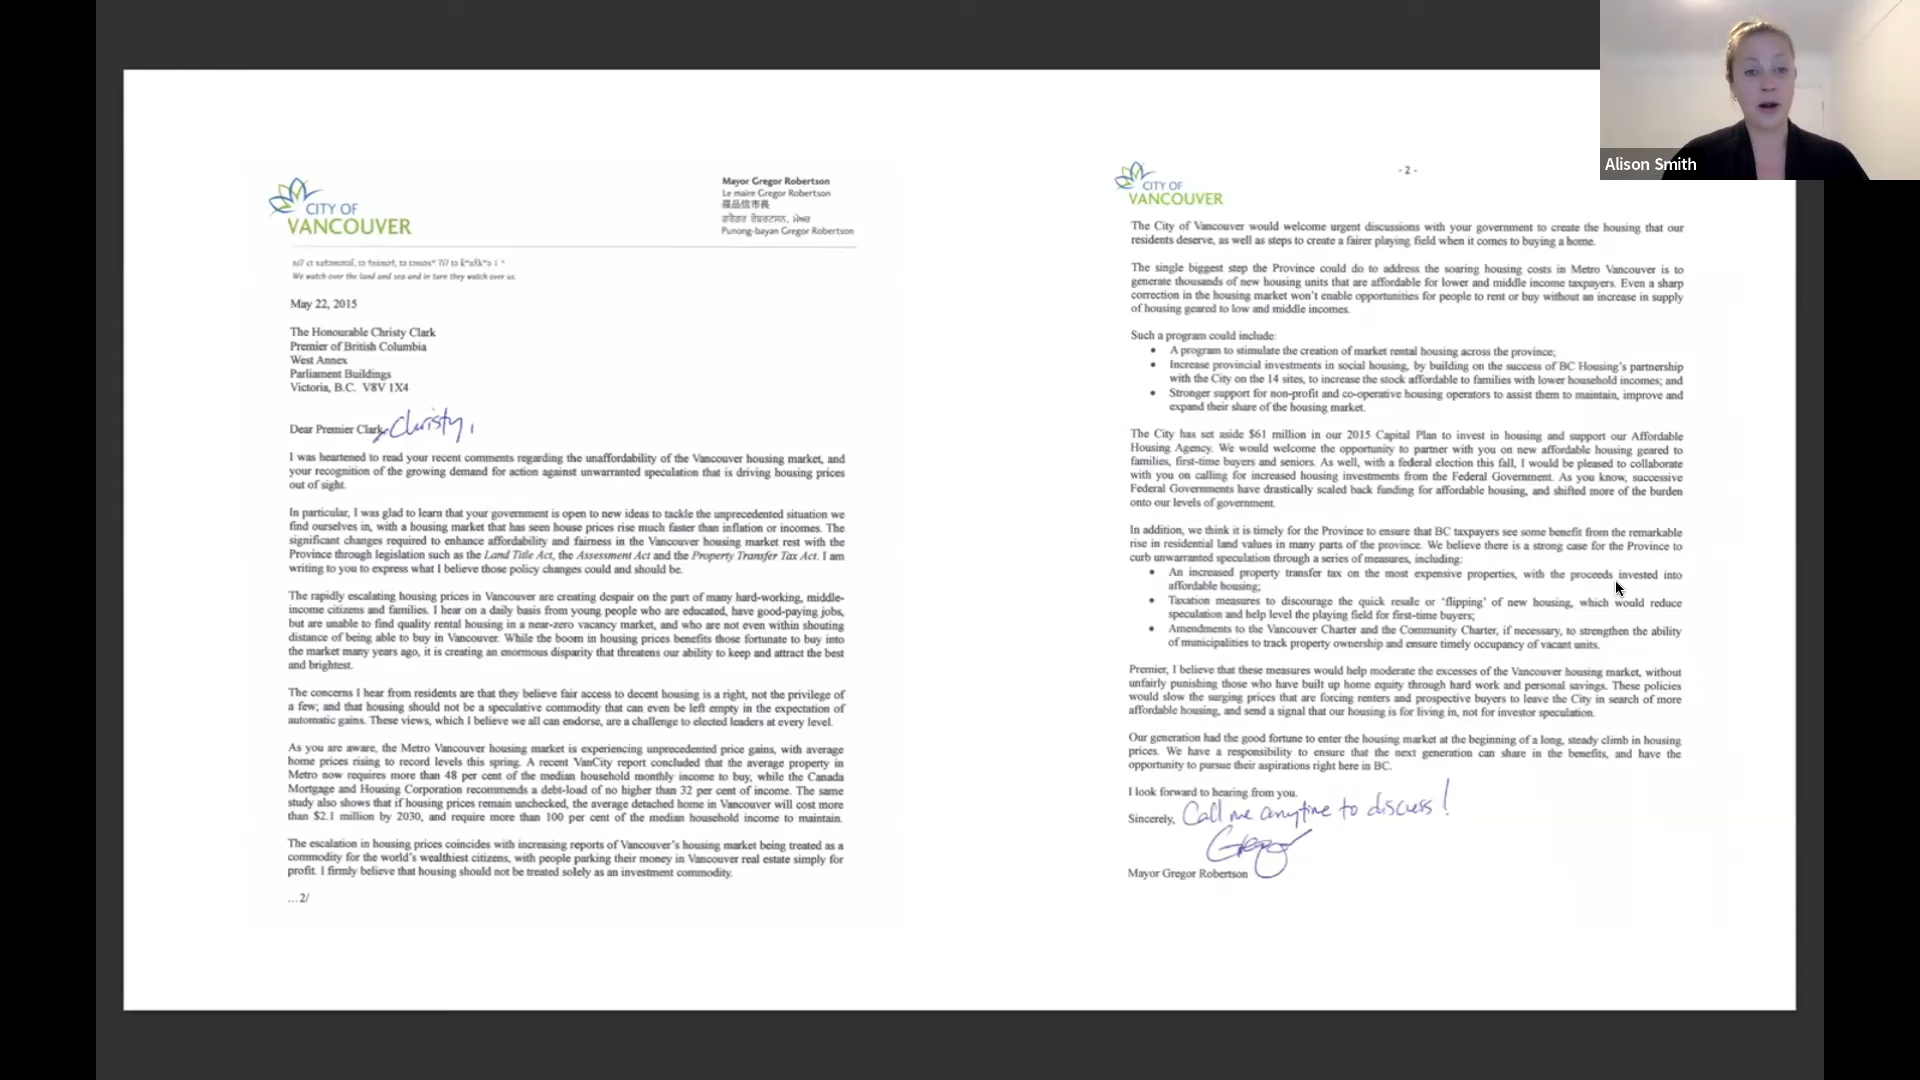 CITY OF
VANCOUVER
Mayor Gregor Robertson
Le maire Gregor Robertson
羅品信市長
Punong-bayan Gregor Robertson
We watch over the land and sea and in turn they watch over us
May 22, 2015
The Honourable Christy Clark
Premier of British Columbia
West Annex
Parliament Buildings
Victoria, B.C. V8V 1X4
Dear Premier Clark, Christy,
I was heartened to read your recent comments regarding the unaffordability of the Vancouver housing market, and
your recognition of the growing demand for action against unwarranted speculation that is driving housing prices
out of sight.
In particular, I was glad to learn that your government is open to new ideas to tackle the unprecedented situation we
find ourselves in, with a housing market that has seen house prices rise much faster than inflation or incomes. The
significant changes required to enhance affordability and fairness in the Vancouver housing market rest with the
Province through legislation such as the Land Title Act, the Assessment Act and the Property Transfer Tax Act. I am
writing to you to express what I believe those policy changes could and should be.
The rapidly escalating housing prices in Vancouver are creating despair on the part of many hard-working, middle-
income citizens and families. I hear on a daily basis from young people who are educated, have good-paying jobs,
but are unable to find quality rental housing in a near-zero vacancy market, and who are not even within shouting
distance of being able to buy in Vancouver. While the boom in housing prices benefits those fortunate to buy into
the market many years ago, it is creating an enormous disparity that threatens our ability to keep and attract the best
and brightest.
The concerns I hear from residents are that they believe fair access to decent housing is a right, not the privilege of
a few; and that housing should not be a speculative commodity that can even be left empty in the expectation of
automatic gains. These views, which I believe we all can endorse, are a challenge to elected leaders at every level.
As you are aware, the Metro Vancouver housing market is experiencing unprecedented price gains, with average
home prices rising to record levels this spring. A recent VanCity report concluded that the average property in
Metro now requires more than 48 per cent of the median household monthly income to buy, while the Canada
Mortgage and Housing Corporation recommends a debt-load of no higher than 32 per cent of income. The same
study also shows that if housing prices remain unchecked, the average detached home in Vancouver will cost more
than $2.1 million by 2030, and require more than 100 per cent of the median household income to maintain.
The escalation in housing prices coincides with increasing reports of Vancouver's housing market being treated as a
commodity for the world's wealthiest citizens, with people parking their money in Vancouver real estate simply for
profit. I firmly believe that housing should not be treated solely as an investment commodity.
...2/
CITY OF
VANCOUVER
- 2 -
The City of Vancouver would welcome urgent discussions with your government to create the housing that our
residents deserve, as well as steps to create a fairer playing field when it comes to buying a home.
The single biggest step the Province could do to address the soaring housing costs in Metro Vancouver is to
generate thousands of new housing units that are affordable for lower and middle income taxpayers. Even a sharp
correction in the housing market won't enable opportunities for people to rent or buy without an increase in supply
of housing geared to low and middle incomes.
Such a program could include:
• A program to stimulate the creation of market rental housing across the province;
• Increase provincial investments in social housing, by building on the success of BC Housing's partnership
with the City on the 14 sites, to increase the stock affordable to families with lower household incomes; and
• Stronger support for non-profit and co-operative housing operators to assist them to maintain, improve and
expand their share of the housing market.
The City has set aside $61 million in our 2015 Capital Plan to invest in housing and support our Affordable
Housing Agency. We would welcome the opportunity to partner with you on new affordable housing geared to
families, first-time buyers and seniors. As well, with a federal election this fall, I would be pleased to collaborate
with you on calling for increased housing investments from the Federal Government. As you know, successive
Federal Governments have drastically scaled back funding for affordable housing, and shifted more of the burden
onto our levels of government.
In addition, we think it is timely for the Province to ensure that BC taxpayers see some benefit from the remarkable
rise in residential land values in many parts of the province. We believe there is a strong case for the Province to
curb unwarranted speculation through a series of measures, including:
• An increased property transfer tax on the most expensive properties, with the proceeds invested into
affordable housing;
• Taxation measures to discourage the quick resale or 'flipping' of new housing, which would reduce
speculation and help level the playing field for first-time buyers;
• Amendments to the Vancouver Charter and the Community Charter, if necessary, to strengthen the ability
of municipalities to track property ownership and ensure timely occupancy of vacant units.
Premier, I believe that these measures would help moderate the excesses of the Vancouver housing market, without
unfairly punishing those who have built up home equity through hard work and personal savings. These policies
would slow the surging prices that are forcing renters and prospective buyers to leave the City in search of more
affordable housing, and send a signal that our housing is for living in, not for investor speculation.
Our generation had the good fortune to enter the housing market at the beginning of a long, steady climb in housing
prices. We have a responsibility to ensure that the next generation can share in the benefits, and have the
opportunity to pursue their aspirations right here in BC.
I look forward to hearing from you.
Sincerely, Call me anytime to discuss!
Gregor
Mayor Gregor Robertson
Alison Smith